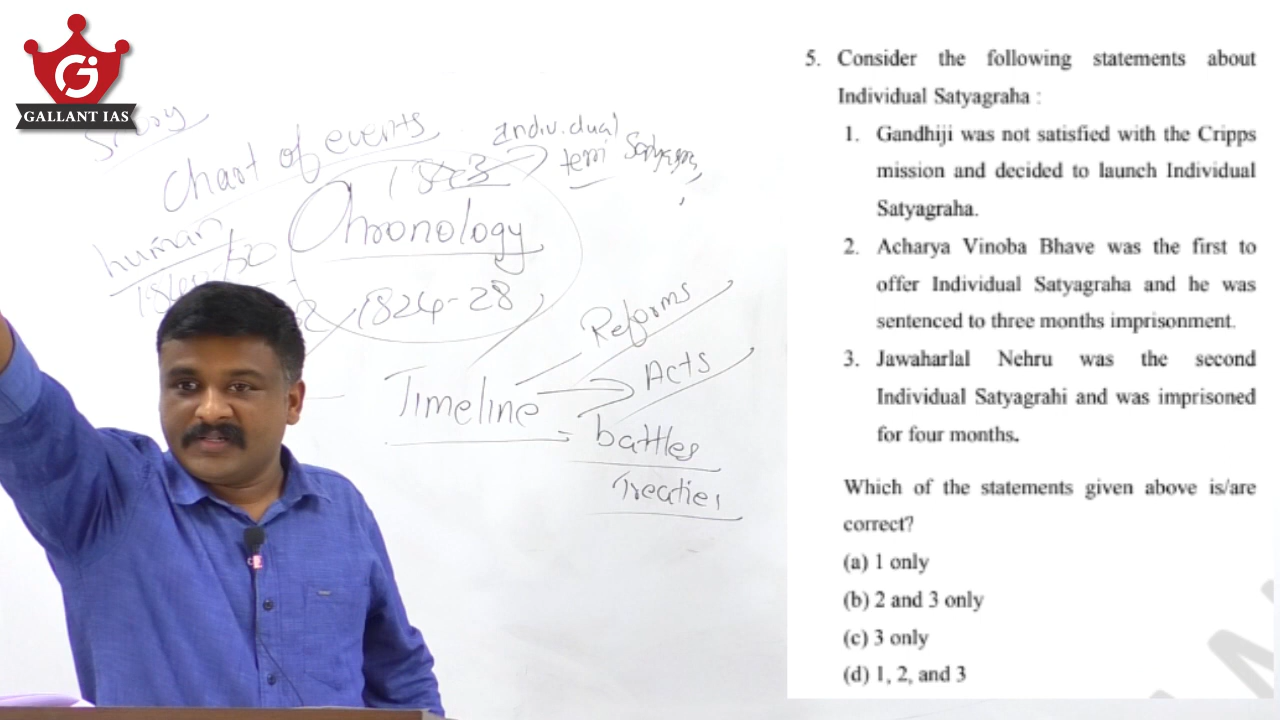 GALLANT IAS
Chart of events
Chronology
human
1824-28
Timeline
Reforms
Acts
battles
Treaties
5. Consider the following statements about
Individual Satyagraha :
1. Gandhiji was not satisfied with the Cripps
mission and decided to launch Individual
Satyagraha.
2. Acharya Vinoba Bhave was the first to
offer Individual Satyagraha and he was
sentenced to three months imprisonment.
3. Jawaharlal Nehru was the second
Individual Satyagrahi and was imprisoned
for four months.
Which of the statements given above is/are
correct?
(a) 1 only
(b) 2 and 3 only
(c) 3 only
(d) 1, 2, and 3